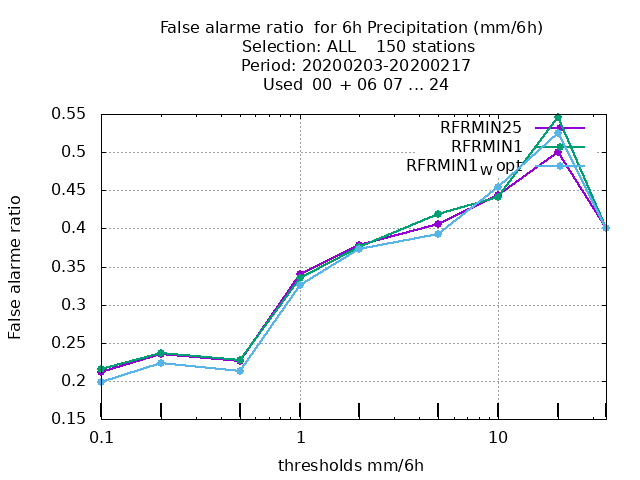 False alarme ratio  for 6h Precipitation (mm/6h)
Selection: ALL    150 stations
Period: 20200203-20200217
Used  00 + 06 07 ... 24
RFRMIN25
RFRMIN1
RFRMIN1W opt
False alarme ratio
0.55
0.5
0.45
0.4
0.35
0.3
0.25
0.2
0.15
0.1
1
10
thresholds mm/6h